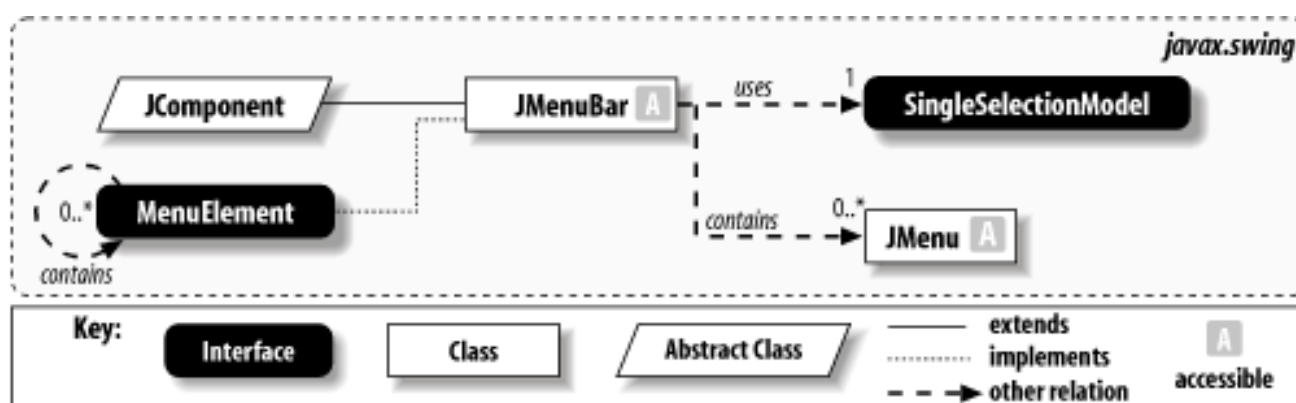 javax.swing
JComponent
JMenuBar A
uses
1
SingleSelectionModel
0..*
MenuElement
contains
contains
0..*
JMenu A
Key:
Interface
Class
Abstract Class
extends
implements
other relation
A
accessible